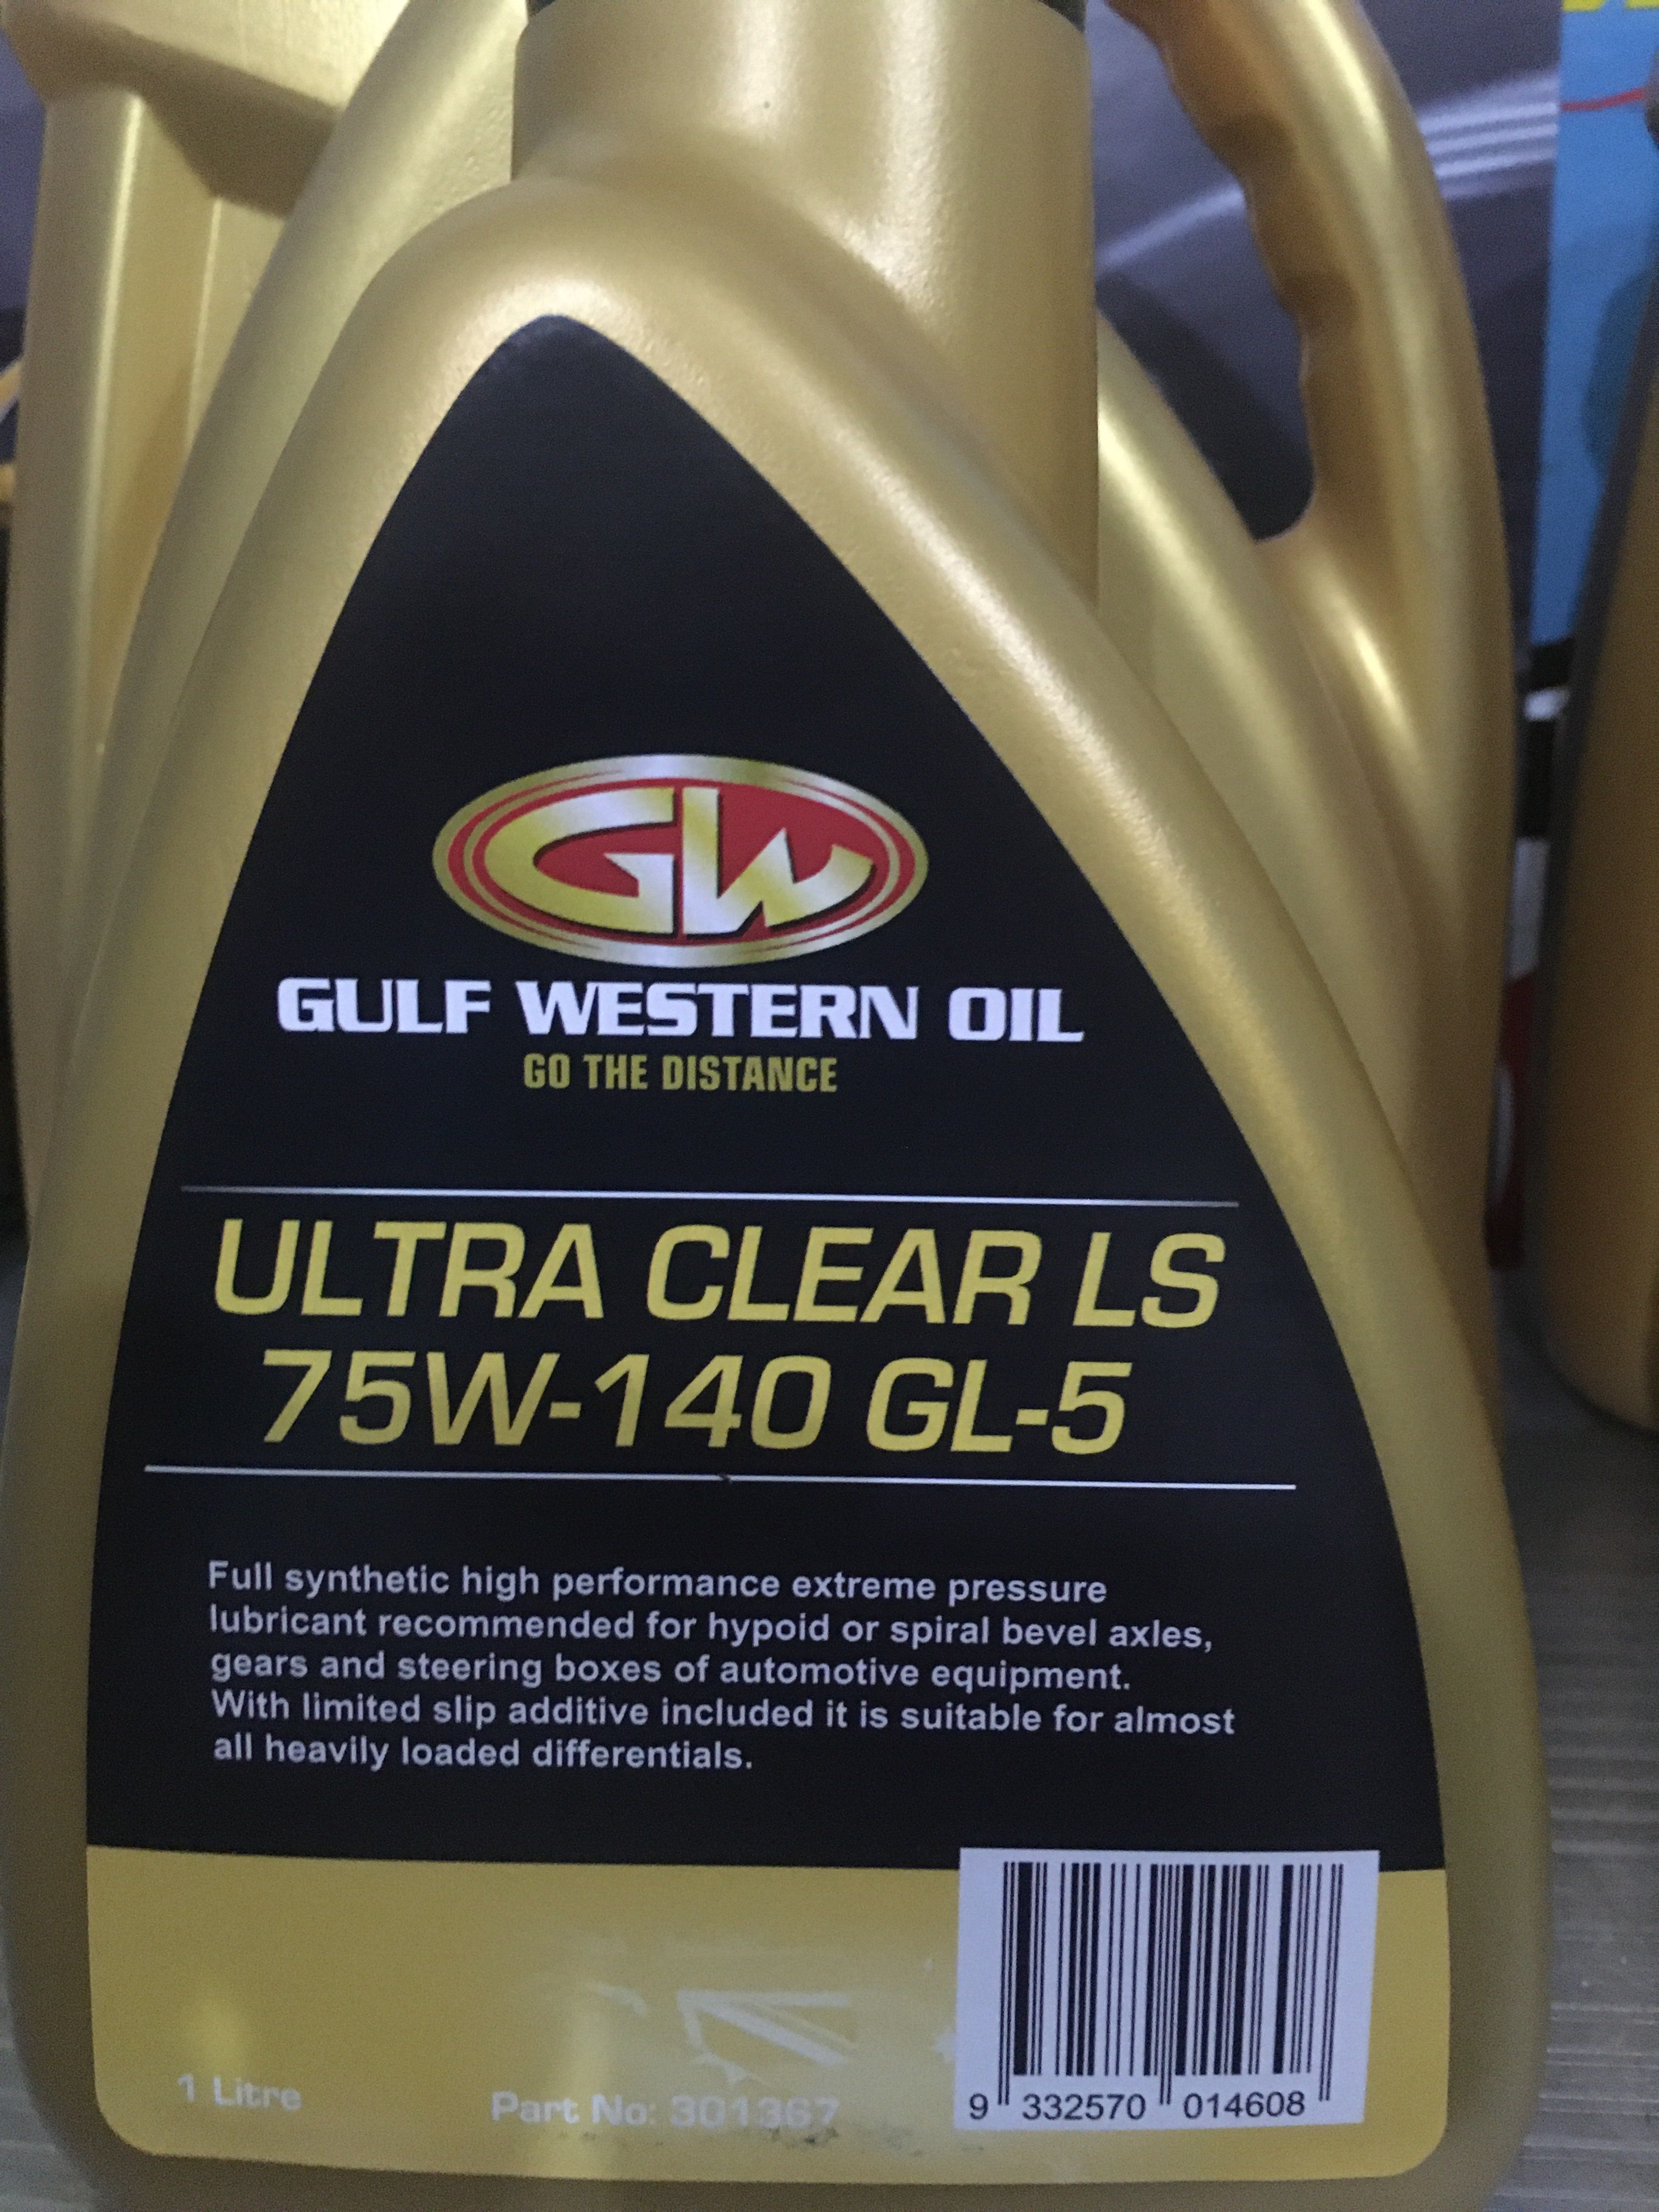 GW
GULF WESTERN OIL
GO THE DISTANCE
ULTRA CLEAR LS
75W-140 GL-5
Full synthetic high performance extreme pressure
lubricant recommended for hypoid or spiral bevel axles,
gears and steering boxes of automotive equipment.
With limited slip additive included it is suitable for almost
all heavily loaded differentials.
1 Litre
Part No: 301367
9 332570 014608